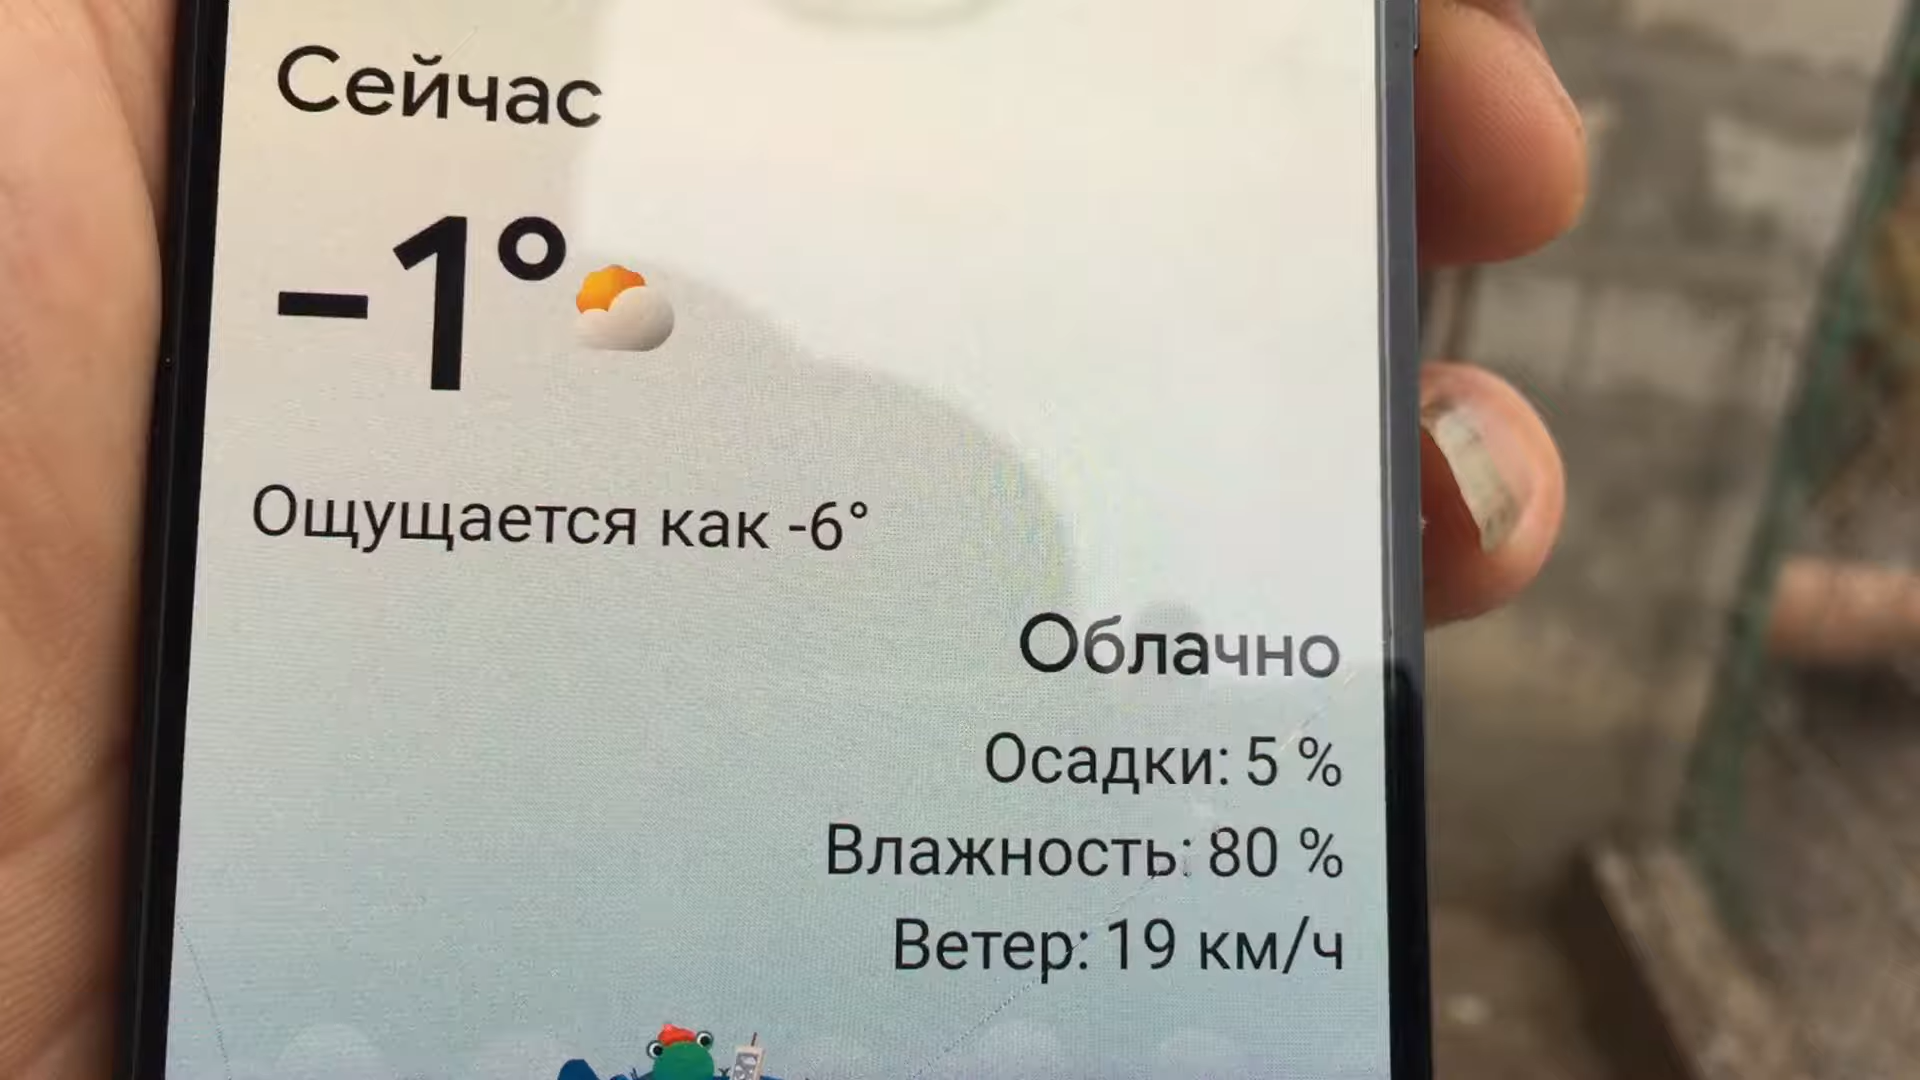 Сейчас
-1°
Ощущается как -6°
Облачно
Осадки: 5 %
Влажность: 80 %
Ветер: 19 км/ч